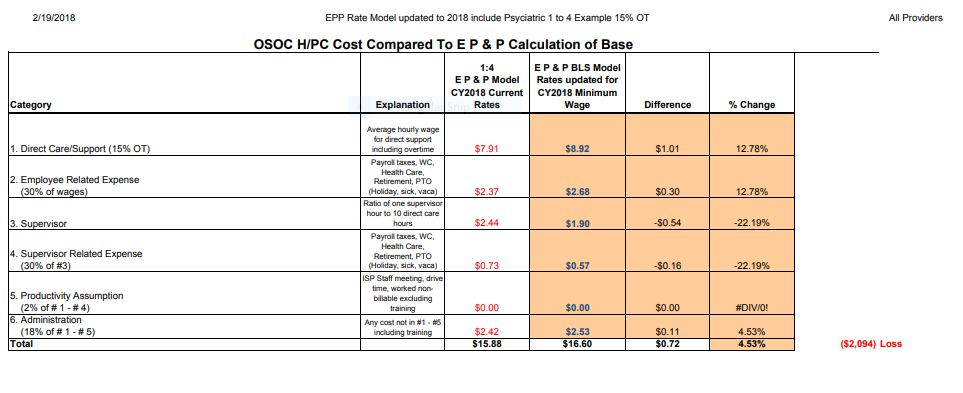 2/19/2018 EPP Rate Model updated to 2018 include Psyciatric 1 to 4 Example 15% OT All Providers
OSOC H/PC Cost Compared To E P & P Calculation of Base
Category
Explanation
1:4
E P & P Model
CY2018 Current
Rates
E P & P BLS Model
Rates updated for
CY2018 Minimum
Wage
Difference
% Change
1. Direct Care/Support (15% OT)
Average hourly wage
for direct support
including overtime
$7.91 $8.92 $1.01 12.78%
2. Employee Related Expense
(30% of wages)
Payroll taxes, WC,
Health Care,
Retirement, PTO
(Holiday, sick, vaca)
$2.37 $2.68 $0.30 12.78%
3. Supervisor
Ratio of one supervisor
hour to 10 direct care
hours
$2.44 $1.90 -$0.54 -22.19%
4. Supervisor Related Expense
(30% of #3)
Payroll taxes, WC,
Health Care,
Retirement, PTO
(Holiday, sick, vaca)
$0.73 $0.57 -$0.16 -22.19%
5. Productivity Assumption
(2% of # 1 - # 4)
ISP Staff meeting, drive
time, worked non-
billable excluding
training
$0.00 $0.00 $0.00 #DIV/0!
6. Administration
(18% of # 1 - # 5)
Any cost not in #1 - #5
including training
$2.42 $2.53 $0.11 4.53%
Total $15.88 $16.60 $0.72 4.53% ($2,094) Loss